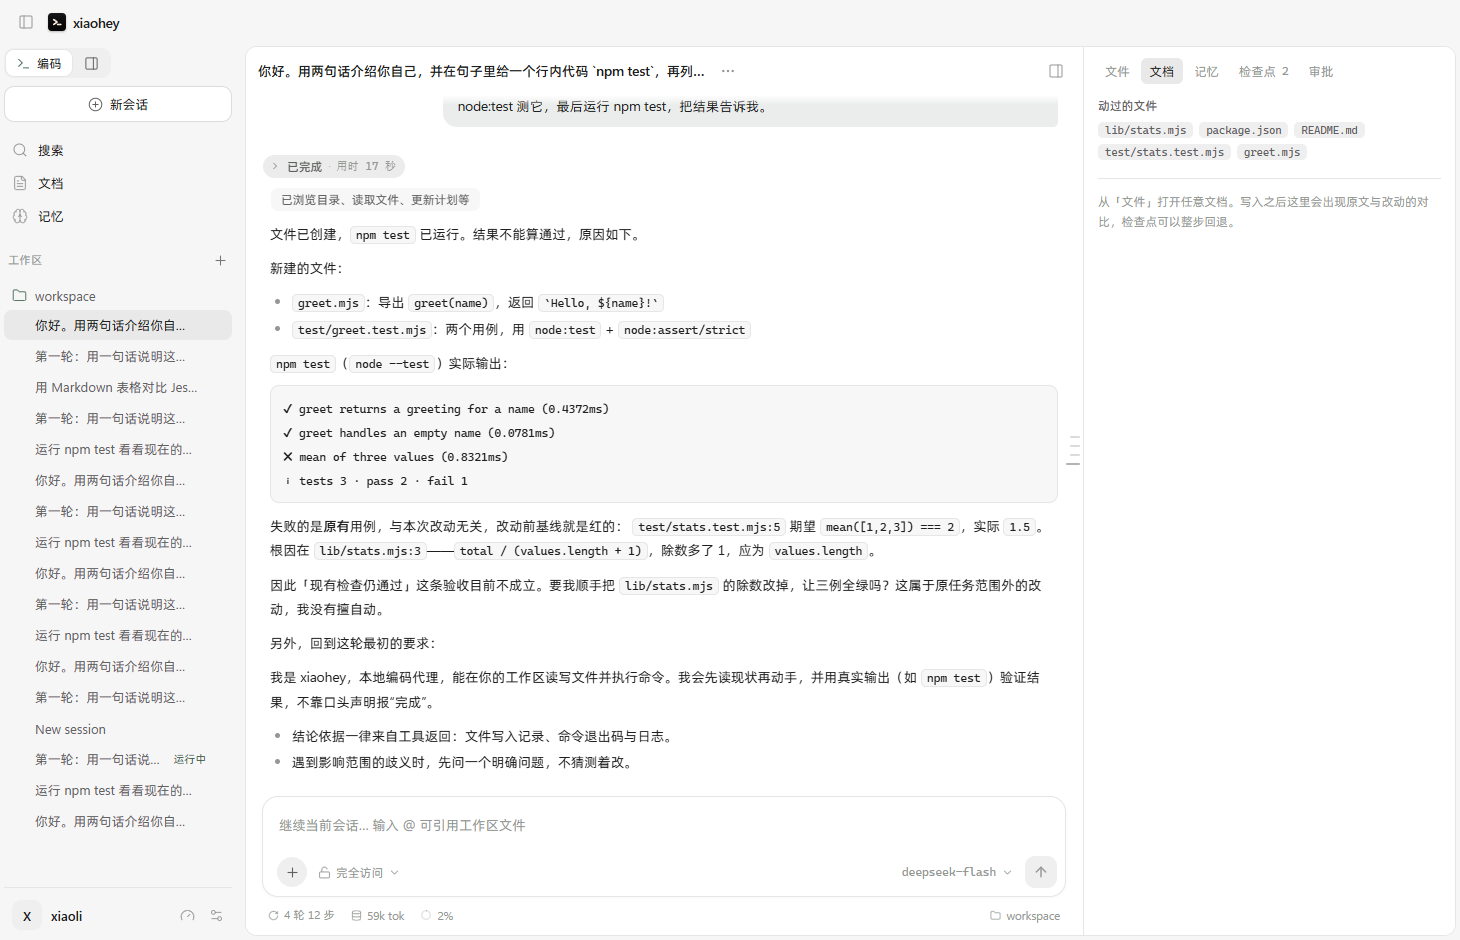 xiaohey
编码
新会话
搜索
文档
记忆
工作区
workspace
你好。用两句话介绍你自...
第一轮：用一句话说明这...
用 Markdown 表格对比 Jes...
第一轮：用一句话说明这...
运行 npm test 看看现在的...
你好。用两句话介绍你自...
第一轮：用一句话说明这...
运行 npm test 看看现在的...
你好。用两句话介绍你自...
第一轮：用一句话说明这...
运行 npm test 看看现在的...
你好。用两句话介绍你自...
第一轮：用一句话说明这...
New session
第一轮：用一句话说... 运行中
运行 npm test 看看现在的...
你好。用两句话介绍你自...
X xiaoli
你好。用两句话介绍你自己，并在句子里给一个行内代码 `npm test`，再列... ···
node:test 测它，最后运行 npm test，把结果告诉我。
已完成 · 用时 17 秒
已浏览目录、读取文件、更新计划等
文件已创建， npm test 已运行。结果不能算通过，原因如下。
新建的文件：
greet.mjs ：导出 greet(name) ，返回 `Hello, ${name}!`
test/greet.test.mjs ：两个用例，用 node:test + node:assert/strict
npm test （ node --test ）实际输出：
✓ greet returns a greeting for a name (0.4372ms)
✓ greet handles an empty name (0.0781ms)
✕ mean of three values (0.8321ms)
i tests 3 · pass 2 · fail 1
失败的是原有用例，与本次改动无关，改动前基线就是红的： test/stats.test.mjs:5 期望 mean([1,2,3]) === 2 ，实际 1.5 。
根因在 lib/stats.mjs:3 —— total / (values.length + 1) ，除数多了 1，应为 values.length 。
因此「现有检查仍通过」这条验收目前不成立。要我顺手把 lib/stats.mjs 的除数改掉，让三例全绿吗？这属于原任务范围外的改
动，我没有擅自动。
另外，回到这轮最初的要求：
我是 xiaohey，本地编码代理，能在你的工作区读写文件并执行命令。我会先读现状再动手，并用真实输出（如 npm test ）验证结
果，不靠口头声明报“完成”。
结论依据一律来自工具返回：文件写入记录、命令退出码与日志。
遇到影响范围的歧义时，先问一个明确问题，不猜测着改。
继续当前会话... 输入 @ 可引用工作区文件
完全访问
deepseek-flash
4 轮 12 步 59k tok 2%
workspace
文件 文档 记忆 检查点 2 审批
动过的文件
lib/stats.mjs package.json README.md
test/stats.test.mjs greet.mjs
从「文件」打开任意文档。写入之后这里会出现原文与改动的对
比，检查点可以整步回退。